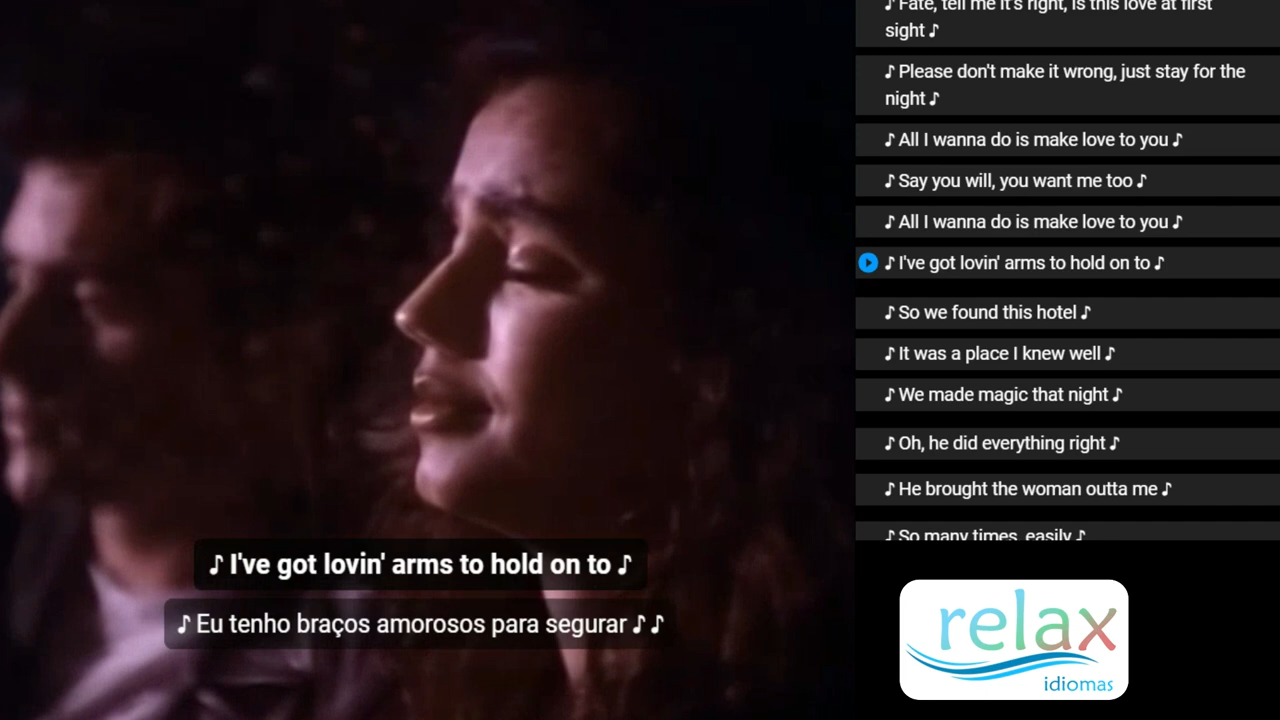 ♪ I've got lovin' arms to hold on to ♪
♪ Eu tenho braços amorosos para segurar ♪ ♪
♪ Fate, tell me it's right, is this love at first
sight ♪
♪ Please don't make it wrong, just stay for the
night ♪
♪ All I wanna do is make love to you ♪
♪ Say you will, you want me too ♪
♪ All I wanna do is make love to you ♪
♪ I've got lovin' arms to hold on to ♪
♪ So we found this hotel ♪
♪ It was a place I knew well ♪
♪ We made magic that night ♪
♪ Oh, he did everything right ♪
♪ He brought the woman outta me ♪
♪ So many times, easily ♪
relax
idiomas